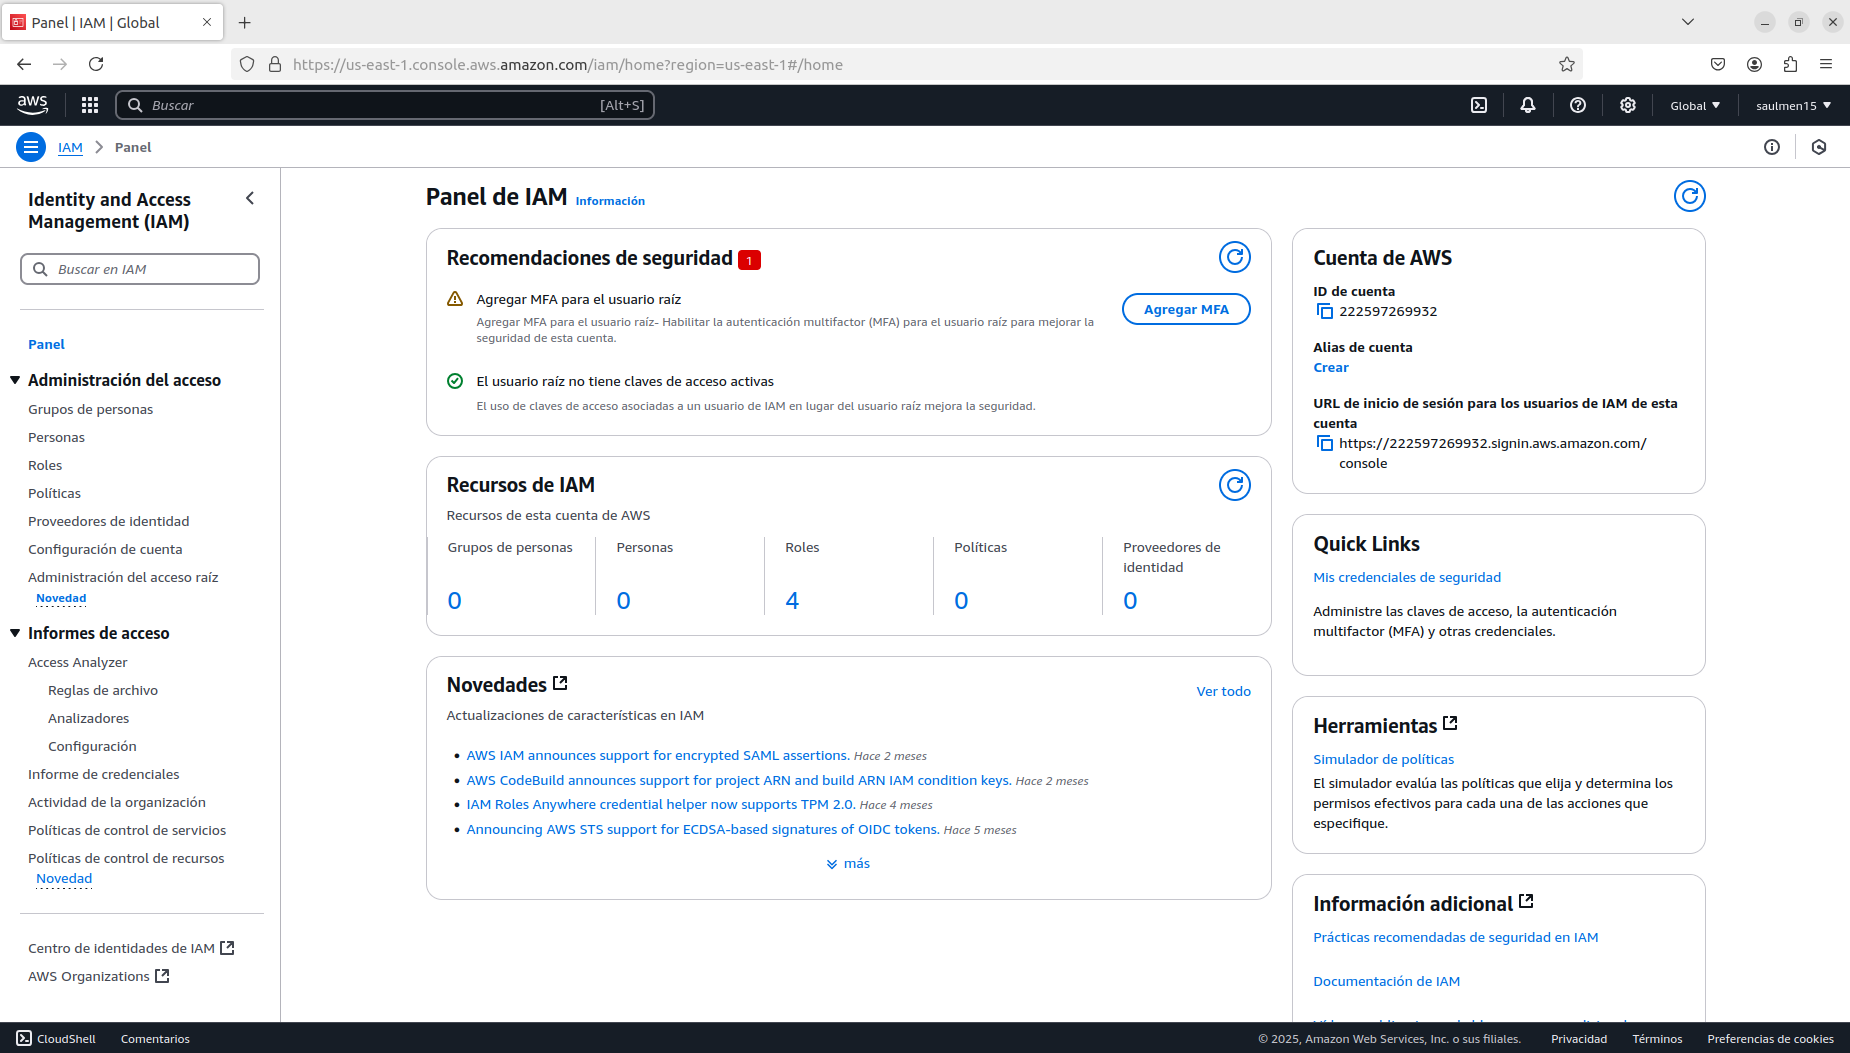 Panel | IAM | Global
https://us-east-1.console.aws.amazon.com/iam/home?region=us-east-1#/home
aws
Buscar
[Alt+S]
Global
saulmen15
IAM
Panel
Identity and Access
Management (IAM)
Buscar en IAM
Panel
Administración del acceso
Grupos de personas
Personas
Roles
Políticas
Proveedores de identidad
Configuración de cuenta
Administración del acceso raíz
Novedad
Informes de acceso
Access Analyzer
Reglas de archivo
Analizadores
Configuración
Informe de credenciales
Actividad de la organización
Políticas de control de servicios
Políticas de control de recursos
Novedad
Centro de identidades de IAM
AWS Organizations
Panel de IAM Información
Recomendaciones de seguridad 1
Agregar MFA para el usuario raíz
Agregar MFA para el usuario raíz– Habilitar la autenticación multifactor (MFA) para el usuario raíz para mejorar la
seguridad de esta cuenta.
Agregar MFA
El usuario raíz no tiene claves de acceso activas
El uso de claves de acceso asociadas a un usuario de IAM en lugar del usuario raíz mejora la seguridad.
Recursos de IAM
Recursos de esta cuenta de AWS
Grupos de personas
0
Personas
0
Roles
4
Políticas
0
Proveedores de
identidad
0
Novedades
Ver todo
Actualizaciones de características en IAM
AWS IAM announces support for encrypted SAML assertions. Hace 2 meses
AWS CodeBuild announces support for project ARN and build ARN IAM condition keys. Hace 2 meses
IAM Roles Anywhere credential helper now supports TPM 2.0. Hace 4 meses
Announcing AWS STS support for ECDSA-based signatures of OIDC tokens. Hace 5 meses
más
Cuenta de AWS
ID de cuenta
222597269932
Alias de cuenta
Crear
URL de inicio de sesión para los usuarios de IAM de esta
cuenta
https://222597269932.signin.aws.amazon.com/
console
Quick Links
Mis credenciales de seguridad
Administre las claves de acceso, la autenticación
multifactor (MFA) y otras credenciales.
Herramientas
Simulador de políticas
El simulador evalúa las políticas que elija y determina los
permisos efectivos para cada una de las acciones que
especifique.
Información adicional
Prácticas recomendadas de seguridad en IAM
Documentación de IAM
CloudShell
Comentarios
© 2025, Amazon Web Services, Inc. o sus filiales.
Privacidad
Términos
Preferencias de cookies